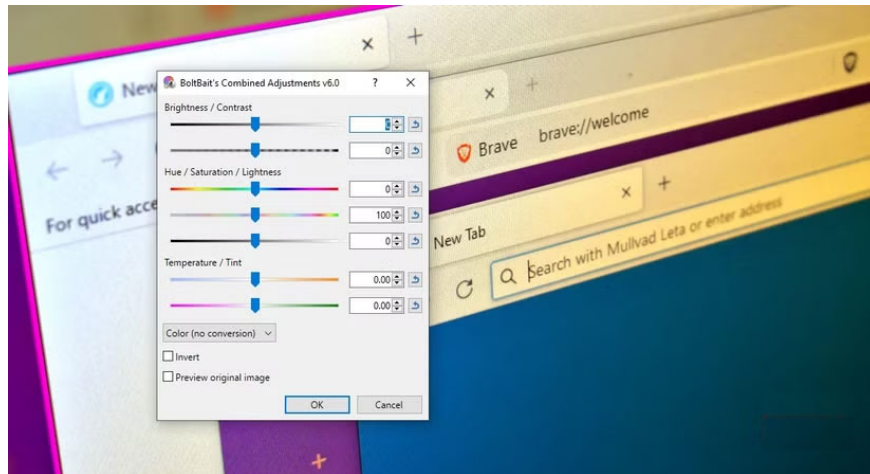 New
For quick acce
BoltBait's Combined Adjustments v6.0
Brightness / Contrast
0
0
Hue / Saturation / Lightness
0
100
0
Temperature / Tint
0.00
0.00
Color (no conversion)
Invert
Preview original image
OK
Cancel
Brave brave://welcome
New Tab
Search with Mullvad Leta or enter address